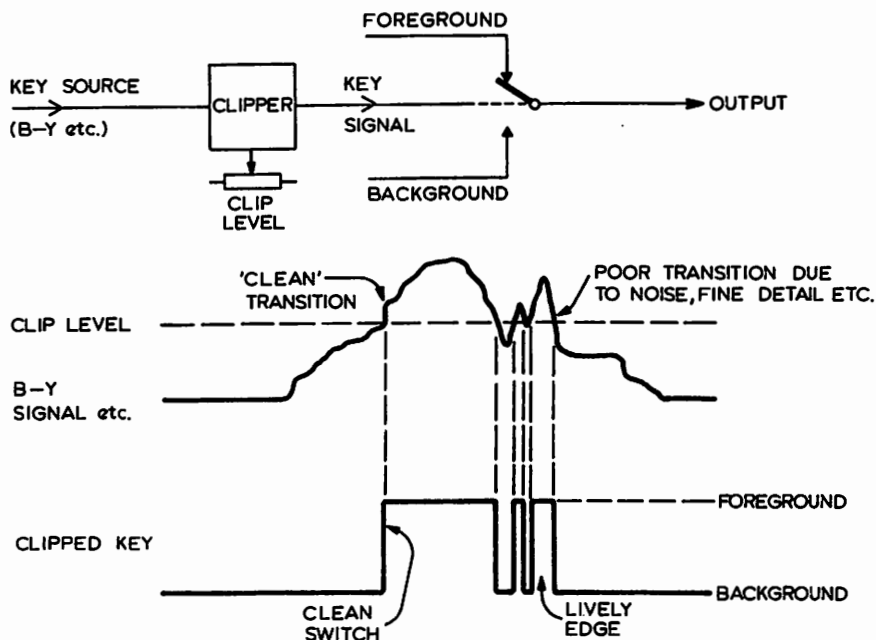 FOREGROUND
KEY SOURCE
(B–Y etc.)
CLIPPER
KEY
SIGNAL
OUTPUT
BACKGROUND
CLIP
LEVEL
'CLEAN'
TRANSITION
POOR TRANSITION DUE
TO NOISE, FINE DETAIL ETC.
CLIP LEVEL
B–Y
SIGNAL etc.
FOREGROUND
CLIPPED KEY
BACKGROUND
CLEAN
SWITCH
LIVELY
EDGE